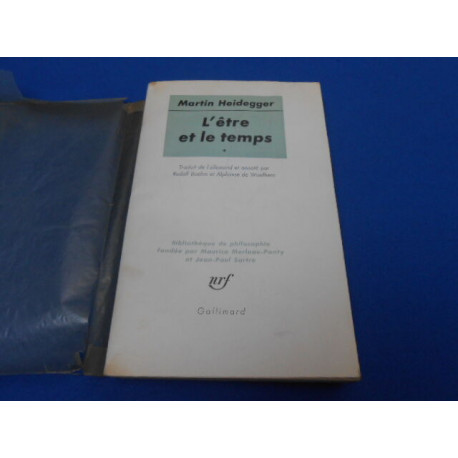 Martin Heidegger
L'être
et le temps
*
Traduit de l'allemand et annoté par
Rudolf Boehm et Alphonse de Waelhens
Bibliothèque de philosophie
fondée par Maurice Merleau-Ponty
et Jean-Paul Sartre
nrf
Gallimard